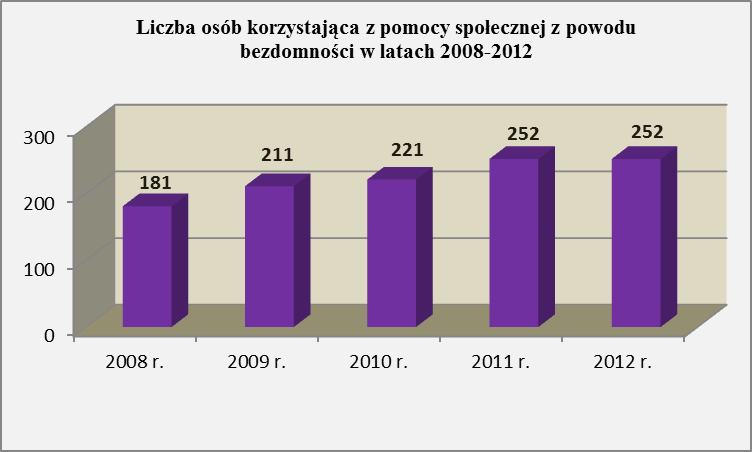 Liczba osób korzystająca z pomocy społecznej z powodu
bezdomności w latach 2008-2012
300
200
100
0
181
211
221
252
252
2008 r.
2009 r.
2010 r.
2011 r.
2012 r.